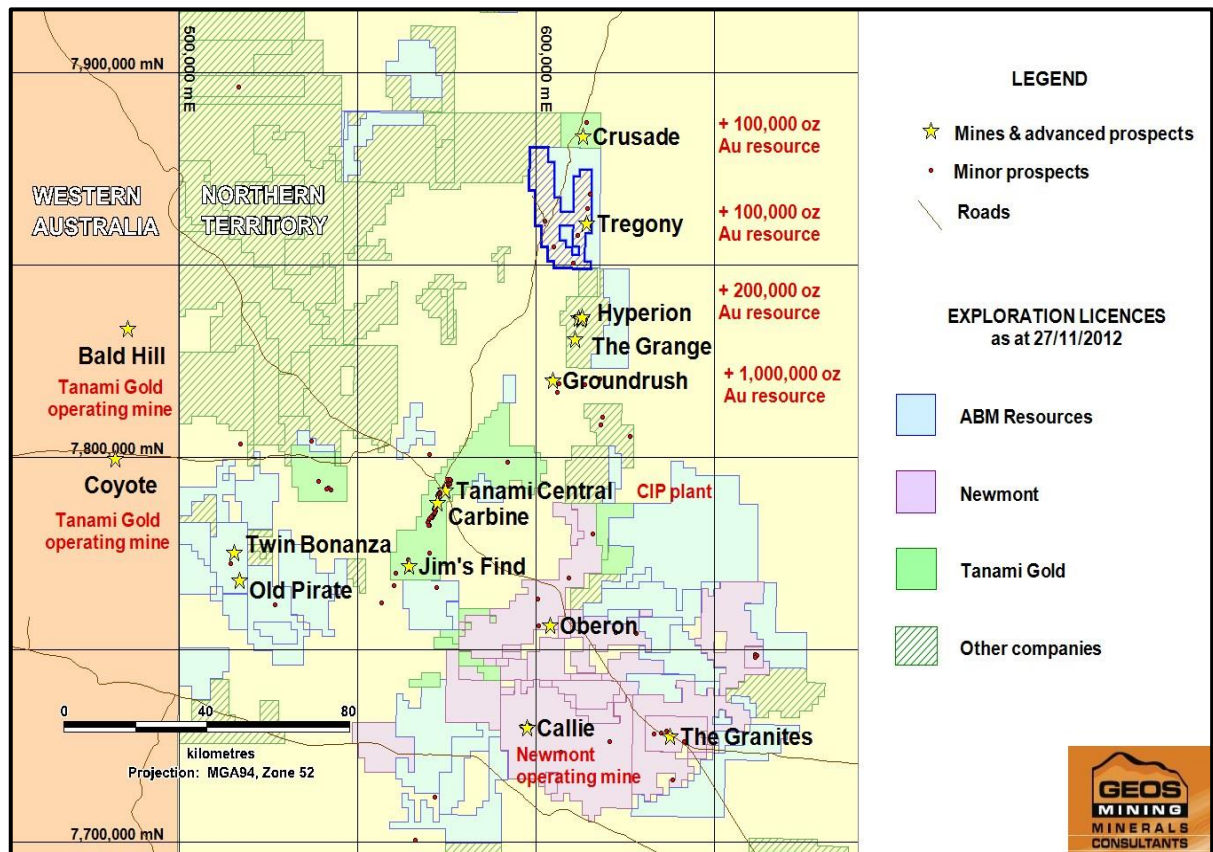 500,000 m E
600,000 m E
7,900,000 mN
Crusade
+ 100,000 oz
Au resource
WESTERN
AUSTRALIA
NORTHERN
TERRITORY
Tregony
+ 100,000 oz
Au resource
Hyperion
+ 200,000 oz
Au resource
The Grange
Bald Hill
Tanami Gold
operating mine
Groundrush
+ 1,000,000 oz
Au resource
7,800,000 mN
Coyote
Tanami Gold
operating mine
Tanami Central
CIP plant
Carbine
Twin Bonanza
Jim's Find
Old Pirate
Oberon
0 40 80
kilometres
Projection: MGA94, Zone 52
Callie
Newmont
operating mine
The Granites
7,700,000 mN
LEGEND
Mines & advanced prospects
Minor prospects
Roads
EXPLORATION LICENCES
as at 27/11/2012
ABM Resources
Newmont
Tanami Gold
Other companies
GEOS
MINING
MINERALS
CONSULTANTS